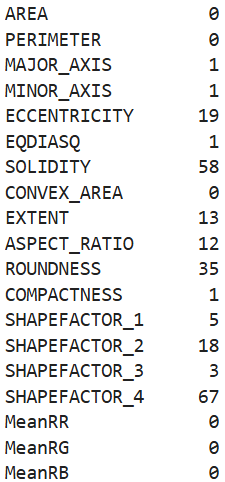 AREA 0
PERIMETER 0
MAJOR_AXIS 1
MINOR_AXIS 1
ECCENTRICITY 19
EQDIASQ 1
SOLIDITY 58
CONVEX_AREA 0
EXTENT 13
ASPECT_RATIO 12
ROUNDNESS 35
COMPACTNESS 1
SHAPEFACTOR_1 5
SHAPEFACTOR_2 18
SHAPEFACTOR_3 3
SHAPEFACTOR_4 67
MeanRR 0
MeanRG 0
MeanRB 0